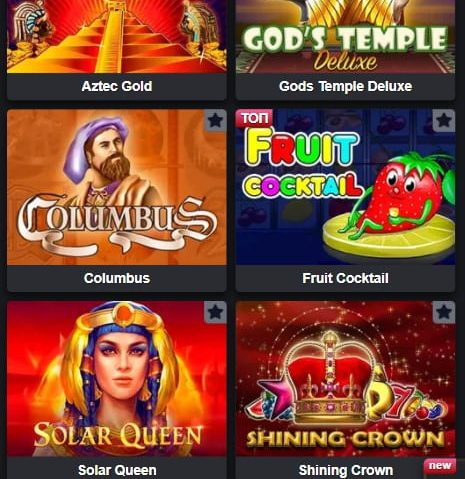 GOD'S TEMPLE
Deluxe
Aztec Gold
Gods Temple Deluxe
COLUMBUS
ТОП
FRUIT
COCKTAIL
Columbus
Fruit Cocktail
SOLAR QUEEN
SHINING CROWN
Solar Queen
Shining Crown
new